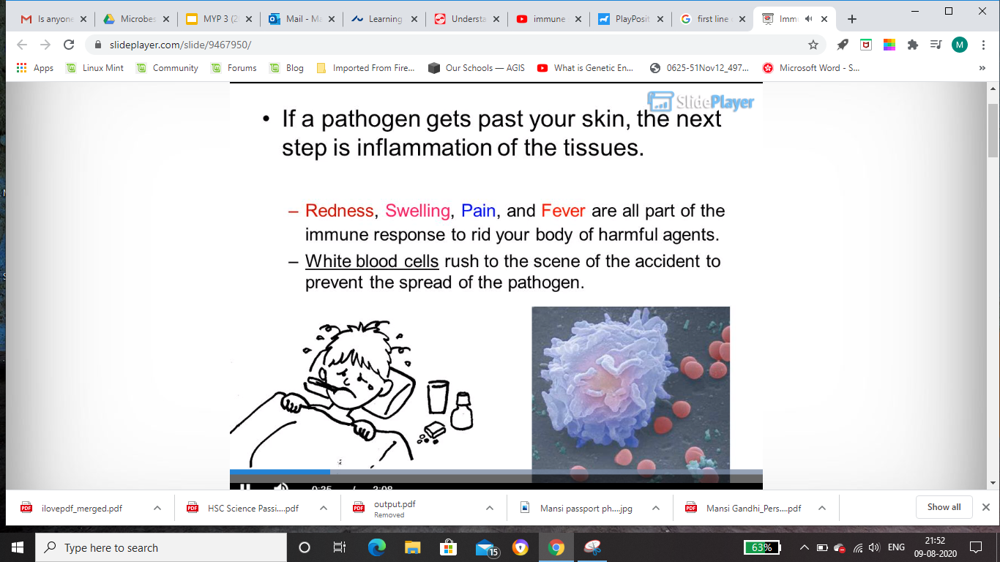 Is anyone
Microbes
MYP 3 (2
Mail - Ma
Learning
Understa
immune
PlayPosit
first line
Imm
slideplayer.com/slide/9467950/
M
Apps
Linux Mint
Community
Forums
Blog
Imported From Fire...
Our Schools — AGIS
What is Genetic En...
0625-51Nov12_497...
Microsoft Word - S...
»
SlidePlayer
• If a pathogen gets past your skin, the next
step is inflammation of the tissues.
– Redness, Swelling, Pain, and Fever are all part of the
immune response to rid your body of harmful agents.
– White blood cells rush to the scene of the accident to
prevent the spread of the pathogen.
0:35 / 2:08
ilovepdf_merged.pdf
HSC Science Passi....pdf
output.pdf
Removed
Mansi passport ph....jpg
Mansi Gandhi_Pers....pdf
Show all
Type here to search
15
63%
ENG
21:52
09-08-2020